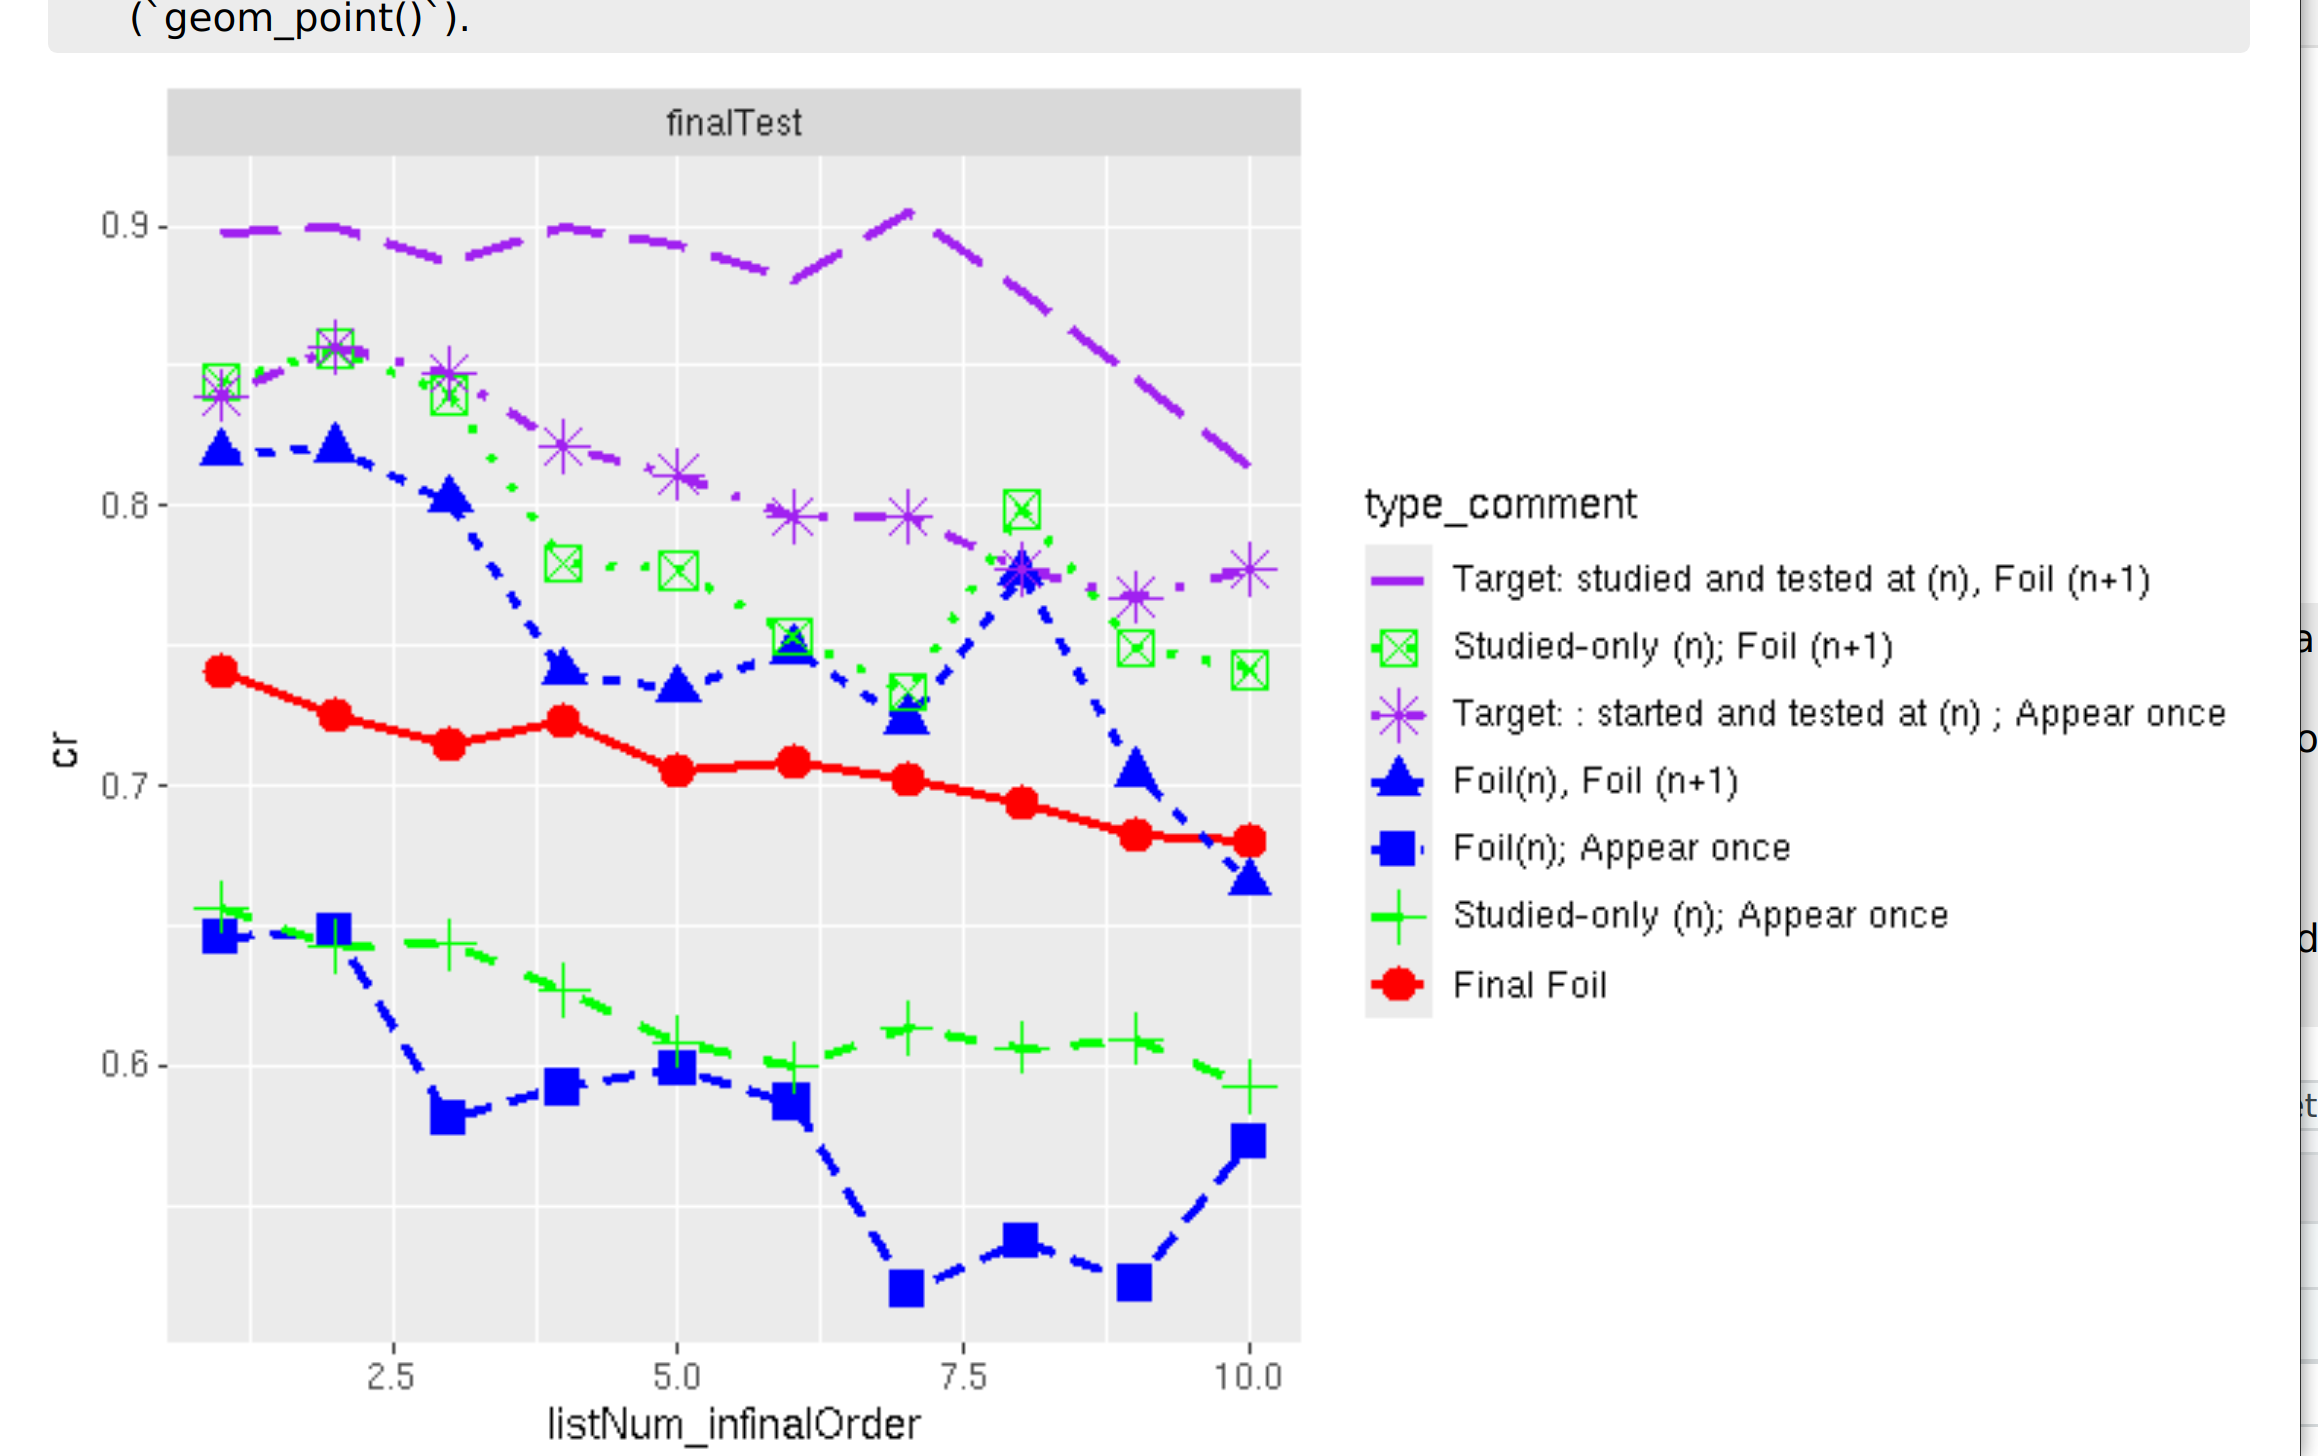 (`geom_point()`).
finalTest
0.9
0.8
0.7
0.6
cr
2.5 5.0 7.5 10.0
listNum_infinalOrder
type_comment
Target: studied and tested at (n), Foil (n+1)
Studied-only (n); Foil (n+1)
Target: : started and tested at (n) ; Appear once
Foil(n), Foil (n+1)
Foil(n); Appear once
Studied-only (n); Appear once
Final Foil
a
d